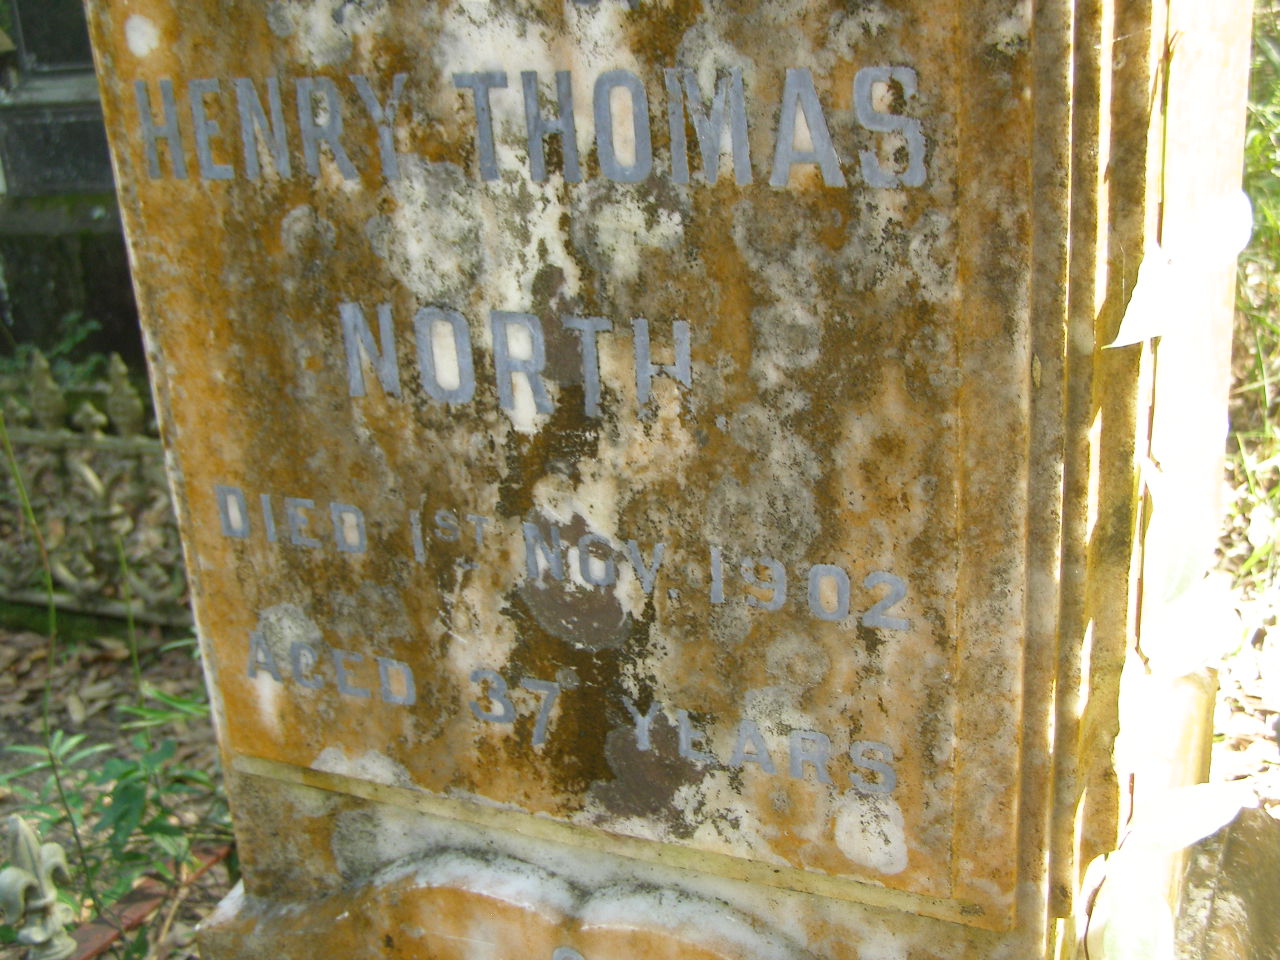 HENRY THOMAS
NORTH
DIED 1ST NOV. 1902
AGED 37 YEARS